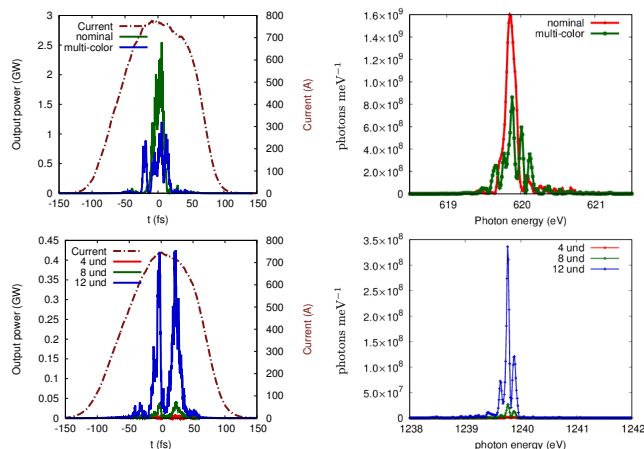 Current
nominal
multi-color
3
2.5
2
1.5
1
0.5
0
800
700
600
500
400
300
200
100
0
-150 -100 -50 0 50 100 150
Output power (GW)
Current (A)
t (fs)
nominal
multi-color
1.6×10⁹
1.4×10⁹
1.2×10⁹
1.0×10⁹
8.0×10⁸
6.0×10⁸
4.0×10⁸
2.0×10⁸
0
619 620 621
photons meV⁻¹
Photon energy (eV)
Current
4 und
8 und
12 und
0.45
0.4
0.35
0.3
0.25
0.2
0.15
0.1
0.05
0
800
700
600
500
400
300
200
100
0
-150 -100 -50 0 50 100 150
Output power (GW)
Current (A)
t (fs)
4 und
8 und
12 und
3.5×10⁸
3.0×10⁸
2.5×10⁸
2.0×10⁸
1.5×10⁸
1.0×10⁸
5.0×10⁷
0
1238 1239 1240 1241 1242
photons meV⁻¹
photon energy (eV)